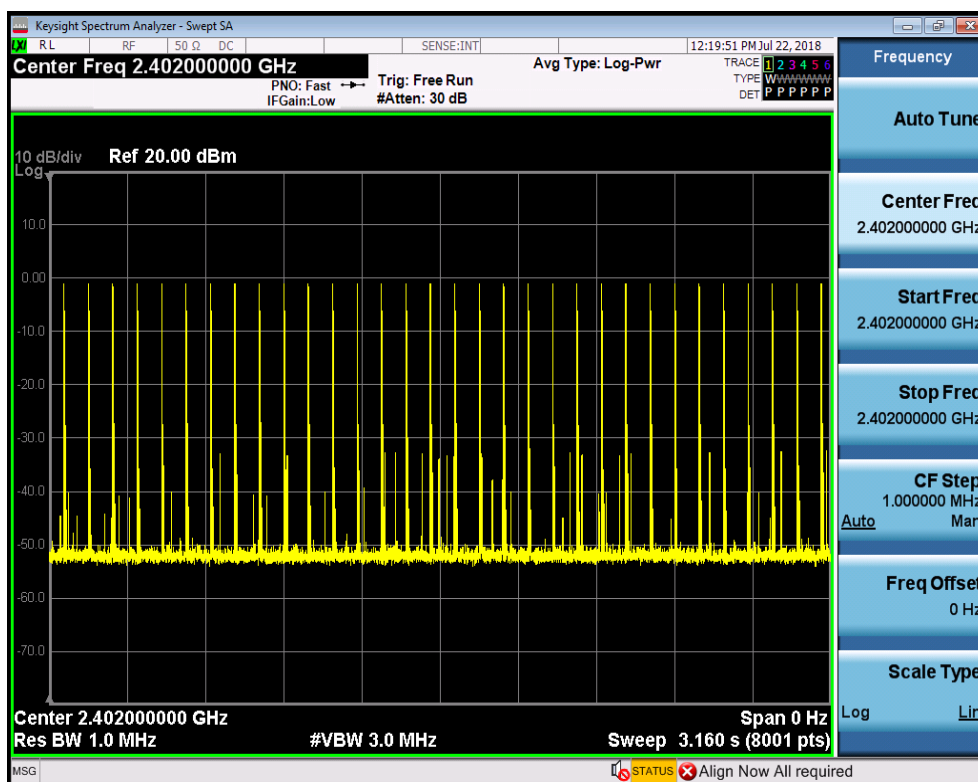 Keysight Spectrum Analyzer - Swept SA
LXI RL RF 50 Ω DC SENSE:INT 12:19:51 PM Jul 22, 2018
Center Freq 2.402000000 GHz
PNO: Fast
IFGain:Low
Trig: Free Run
#Atten: 30 dB
Avg Type: Log-Pwr
TRACE 1 2 3 4 5 6
TYPE WWWWWW
DET P P P P P P
10 dB/div
Log
Ref 20.00 dBm
10.0
0.00
-10.0
-20.0
-30.0
-40.0
-50.0
-60.0
-70.0
Center 2.402000000 GHz
Span 0 Hz
Res BW 1.0 MHz
#VBW 3.0 MHz
Sweep 3.160 s (8001 pts)
MSG
STATUS
Align Now All required
Frequency
Auto Tune
Center Freq
2.402000000 GHz
Start Freq
2.402000000 GHz
Stop Freq
2.402000000 GHz
CF Step
1.000000 MHz
Auto Man
Freq Offset
0 Hz
Scale Type
Log Lin